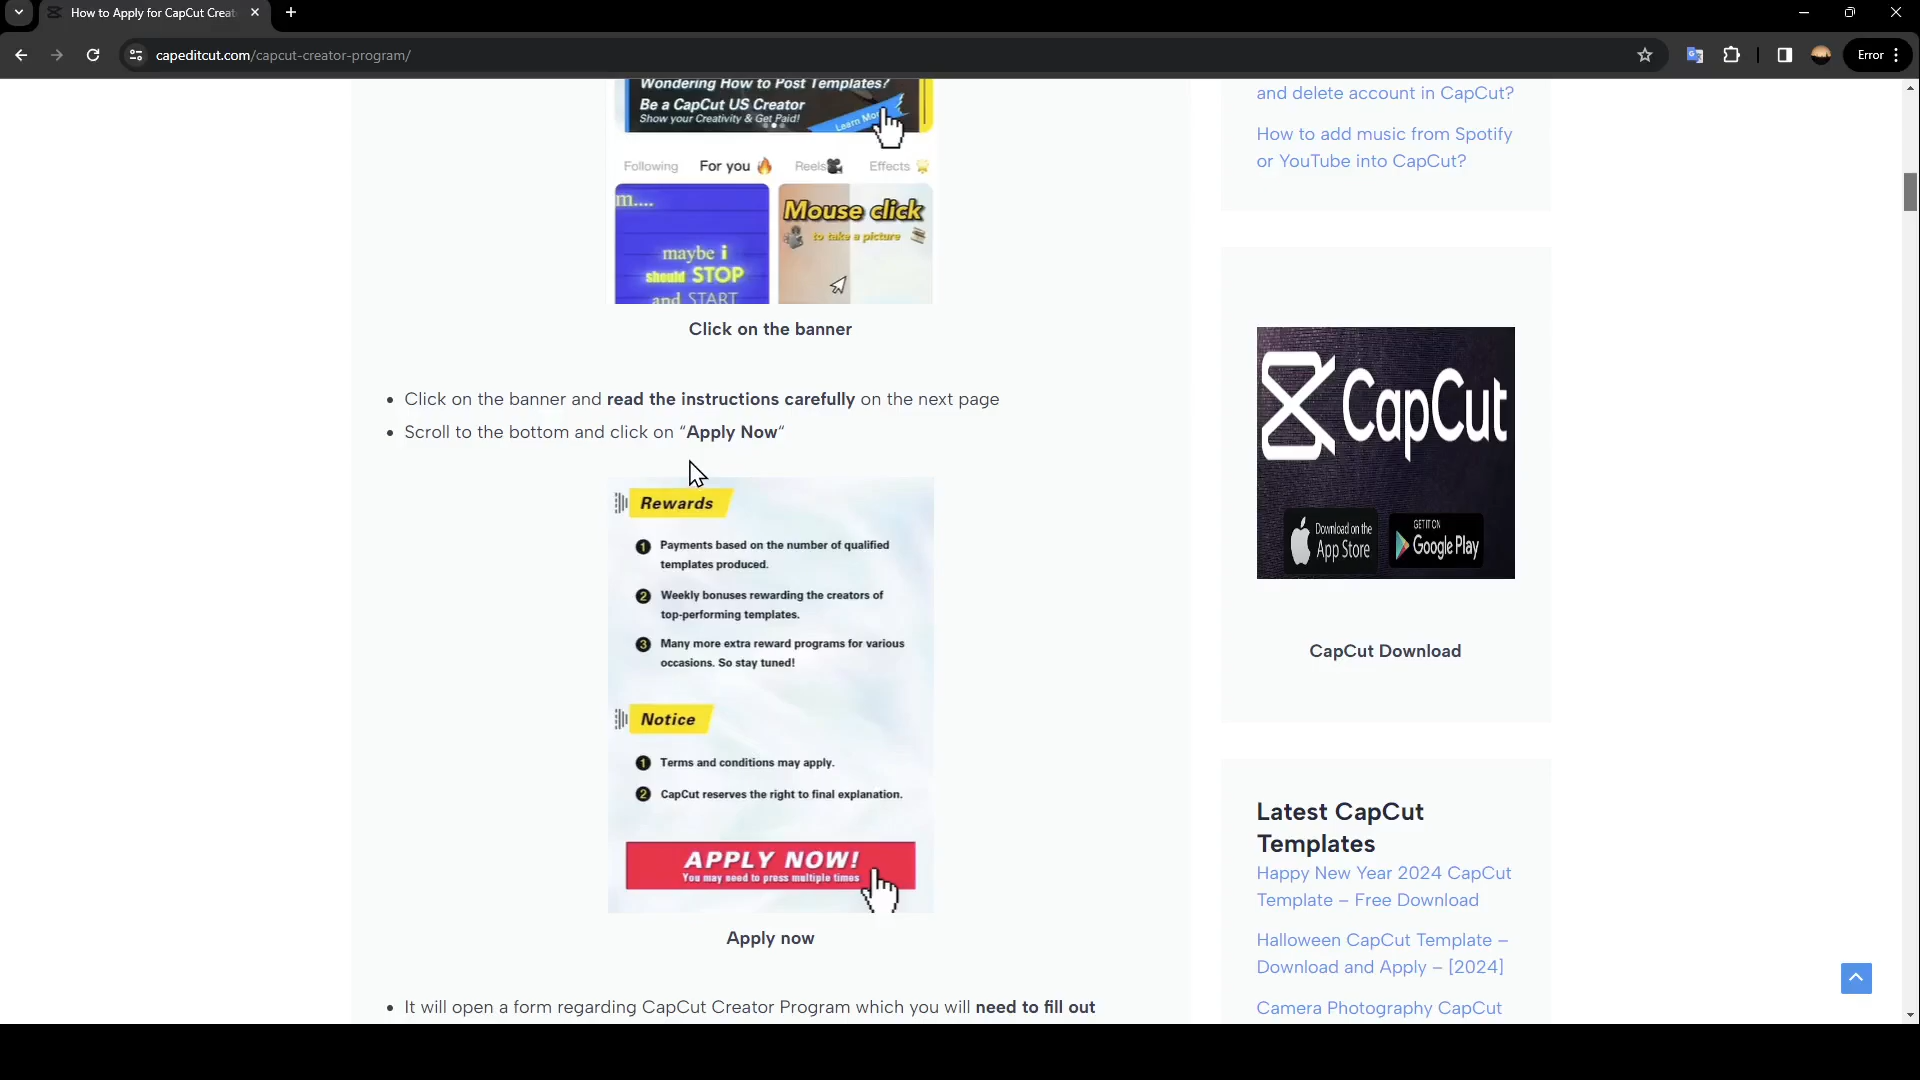 How to Apply for CapCut Creat
capeditcut.com/capcut-creator-program/
Error
Wondering How to Post Templates?
Be a CapCut US Creator
Show your Creativity & Get Paid!
Learn Mor
Following
For you
Reels
Effects
m....
maybe i
should STOP
and START
Mouse click
to take a picture
Click on the banner
• Click on the banner and read the instructions carefully on the next page
• Scroll to the bottom and click on “Apply Now“
Rewards
1 Payments based on the number of qualified
templates produced.
2 Weekly bonuses rewarding the creators of
top-performing templates.
3 Many more extra reward programs for various
occasions. So stay tuned!
Notice
1 Terms and conditions may apply.
2 CapCut reserves the right to final explanation.
APPLY NOW!
You may need to press multiple times
Apply now
• It will open a form regarding CapCut Creator Program which you will need to fill out
and delete account in CapCut?
How to add music from Spotify
or YouTube into CapCut?
CapCut
Download on the
App Store
GET IT ON
Google Play
CapCut Download
Latest CapCut
Templates
Happy New Year 2024 CapCut
Template – Free Download
Halloween CapCut Template –
Download and Apply – [2024]
Camera Photography CapCut